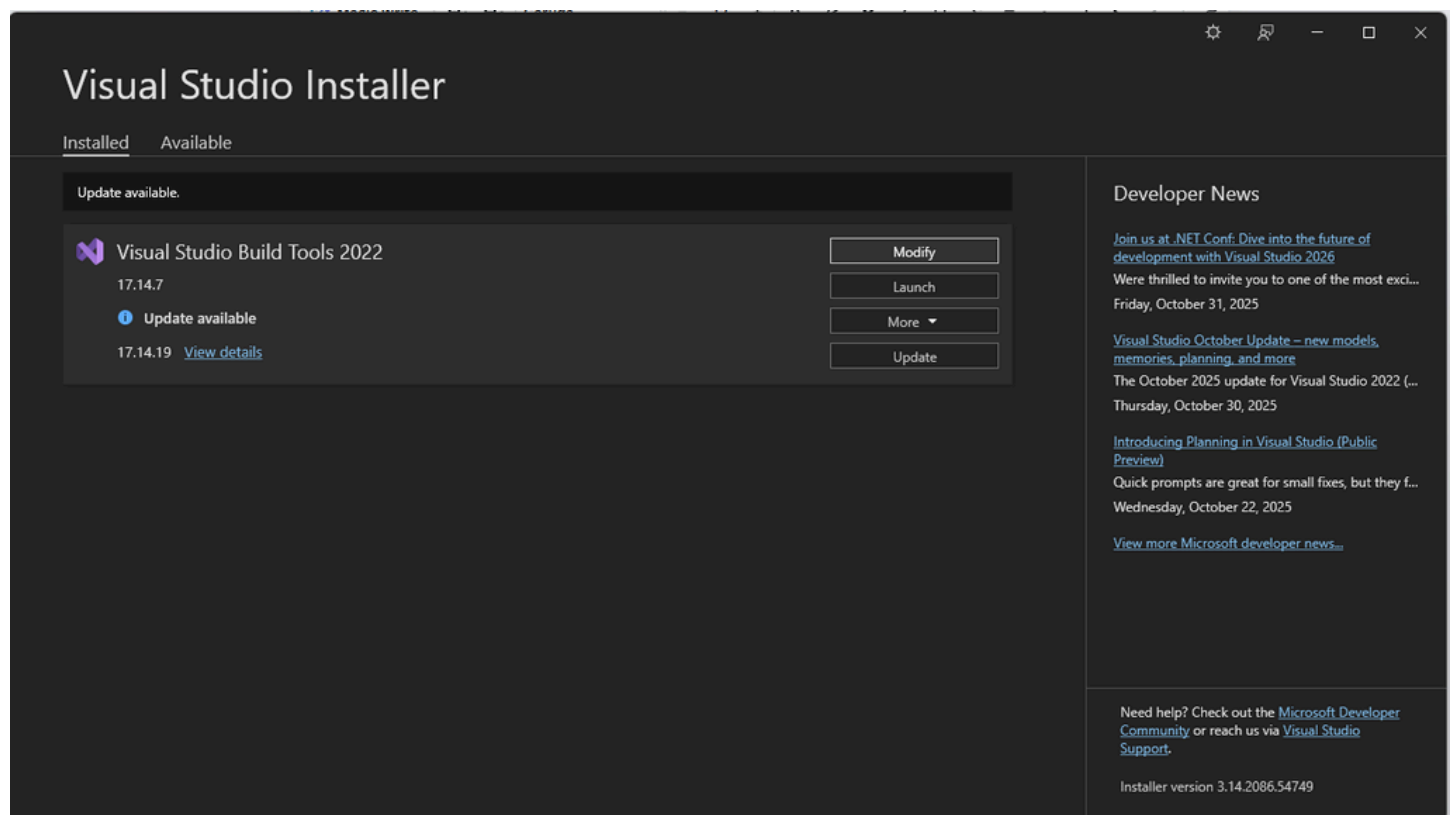 Visual Studio Installer
Installed Available
Update available.
Visual Studio Build Tools 2022
17.14.7
Update available
17.14.19 View details
Modify
Launch
More
Update
Developer News
Join us at .NET Conf: Dive into the future of
development with Visual Studio 2026
Were thrilled to invite you to one of the most exci...
Friday, October 31, 2025
Visual Studio October Update – new models,
memories, planning, and more
The October 2025 update for Visual Studio 2022 (...
Thursday, October 30, 2025
Introducing Planning in Visual Studio (Public
Preview)
Quick prompts are great for small fixes, but they f...
Wednesday, October 22, 2025
View more Microsoft developer news...
Need help? Check out the Microsoft Developer
Community or reach us via Visual Studio
Support.
Installer version 3.14.2086.54749